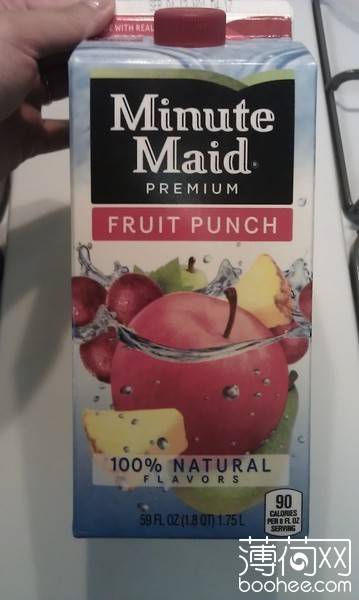 WITH REAL
Minute
Maid
PREMIUM
FRUIT PUNCH
100% NATURAL
FLAVORS
59 FL OZ (1.8 QT) 1.75 L
90
CALORIES
PER 8 FL OZ
SERVING
薄荷网
boohee.com